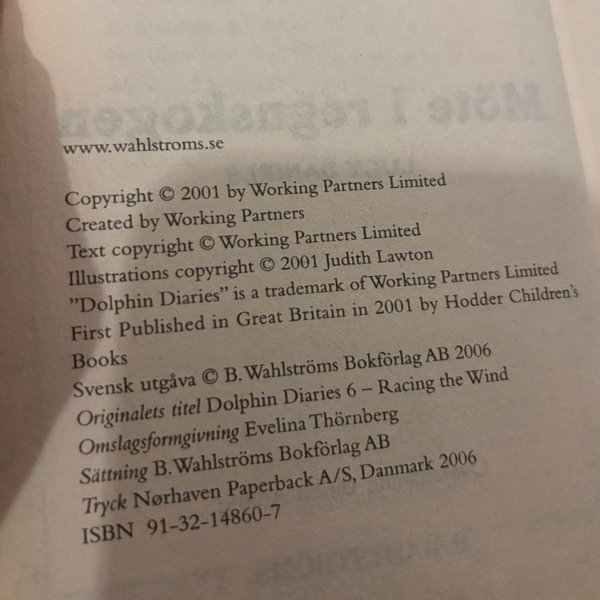 www.wahlstroms.se
Copyright © 2001 by Working Partners Limited
Created by Working Partners
Text copyright © Working Partners Limited
Illustrations copyright © 2001 Judith Lawton
”Dolphin Diaries” is a trademark of Working Partners Limited
First Published in Great Britain in 2001 by Hodder Children's
Books
Svensk utgåva © B. Wahlströms Bokförlag AB 2006
Originalets titel Dolphin Diaries 6 – Racing the Wind
Omslagsformgivning Evelina Thörnberg
Sättning B. Wahlströms Bokförlag AB
Tryck Nørhaven Paperback A/S, Danmark 2006
ISBN 91-32-14860-7
Möte i regnskogen